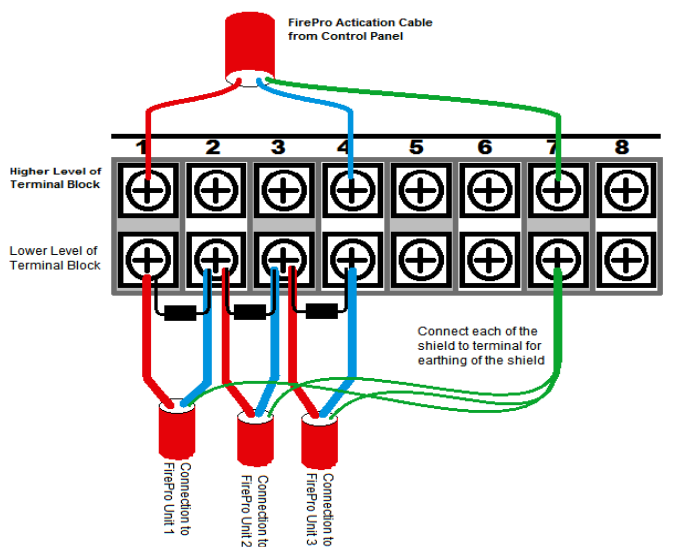 FirePro Actication Cable
from Control Panel
1 2 3 4 5 6 7 8
Higher Level of
Terminal Block
Lower Level of
Terminal Block
Connect each of the
shield to terminal for
earthing of the shield
Connection to
FirePro Unit 1
Connection to
FirePro Unit 2
Connection to
FirePro Unit 3